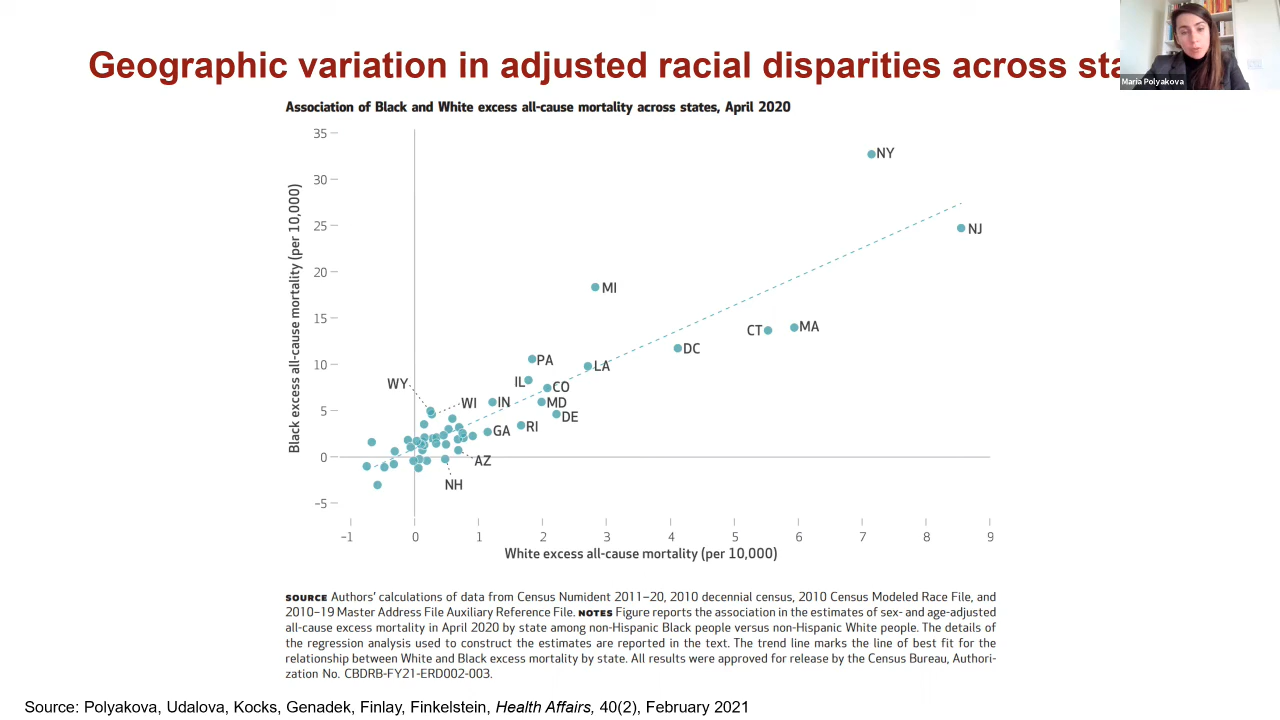 Geographic variation in adjusted racial disparities across sta
Maria Polyakova
Association of Black and White excess all-cause mortality across states, April 2020
Black excess all-cause mortality (per 10,000)
35
30
25
20
15
10
5
0
−5
NY
NJ
MI
CT
MA
DC
PA
LA
IL
CO
WY
WI
IN
MD
DE
GA
RI
AZ
NH
−1 0 1 2 3 4 5 6 7 8 9
White excess all-cause mortality (per 10,000)
SOURCE Authors’ calculations of data from Census Numident 2011–20, 2010 decennial census, 2010 Census Modeled Race File, and
2010–19 Master Address File Auxiliary Reference File. NOTES Figure reports the association in the estimates of sex- and age-adjusted
all-cause excess mortality in April 2020 by state among non-Hispanic Black people versus non-Hispanic White people. The details of
the regression analysis used to construct the estimates are reported in the text. The trend line marks the line of best fit for the
relationship between White and Black excess mortality by state. All results were approved for release by the Census Bureau, Authori-
zation No. CBDRB-FY21-ERD002-003.
Source: Polyakova, Udalova, Kocks, Genadek, Finlay, Finkelstein, Health Affairs, 40(2), February 2021